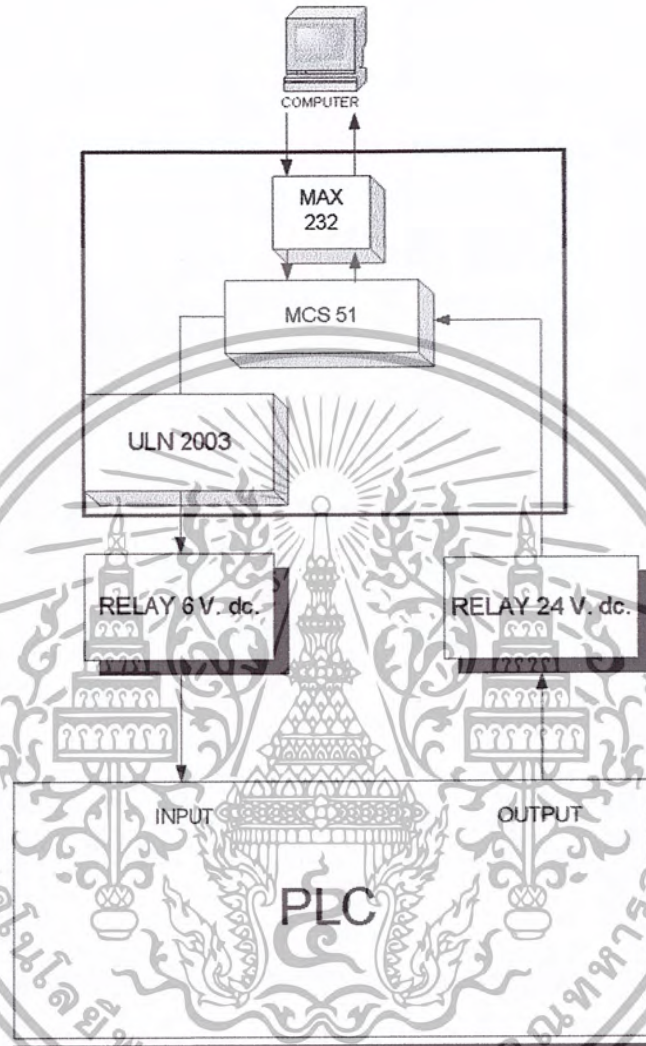 COMPUTER
MAX
232
MCS 51
ULN 2003
RELAY 6 V. dc.
RELAY 24 V. dc.
INPUT
OUTPUT
PLC